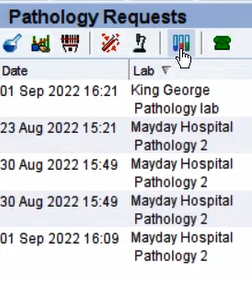 Pathology Requests
Date Lab
01 Sep 2022 16:21 King George
Pathology lab
23 Aug 2022 15:21 Mayday Hospital
Pathology 2
30 Aug 2022 15:49 Mayday Hospital
Pathology 2
30 Aug 2022 15:49 Mayday Hospital
Pathology 2
01 Sep 2022 16:09 Mayday Hospital
Pathology 2